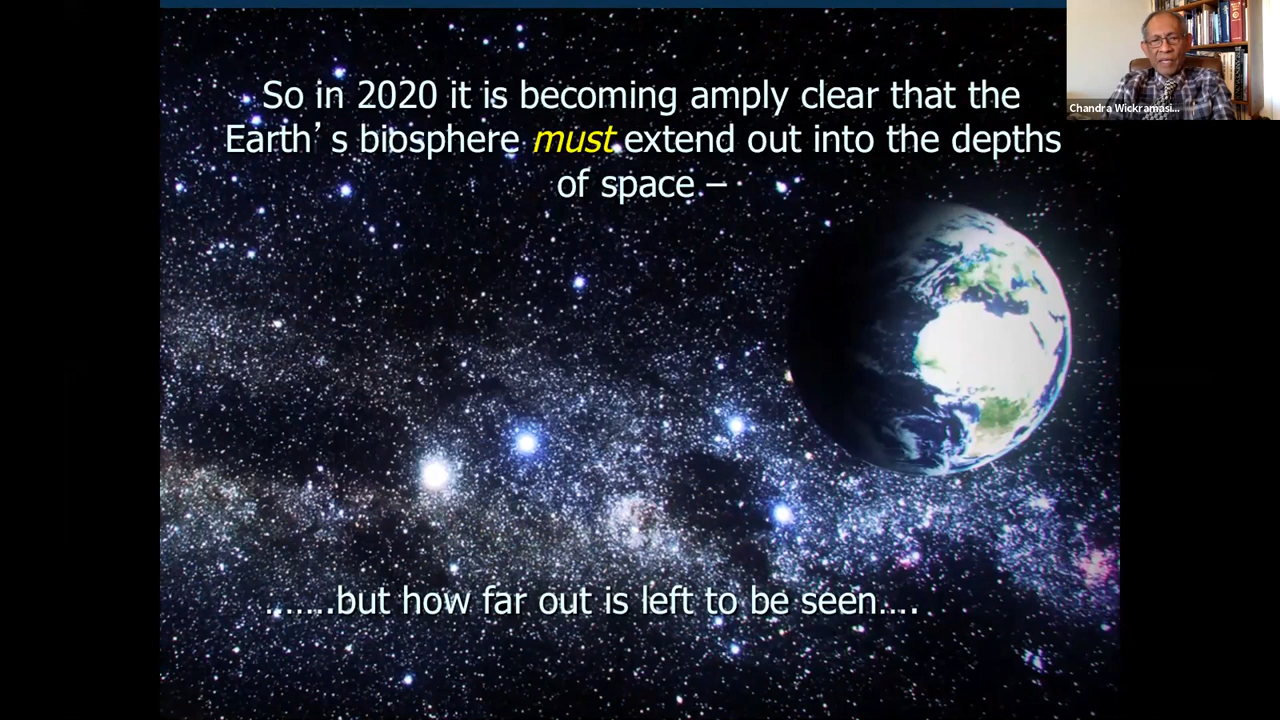 So in 2020 it is becoming amply clear that the
Earth’s biosphere must extend out into the depths
of space –
Chandra Wickramasi...
…….but how far out is left to be seen….